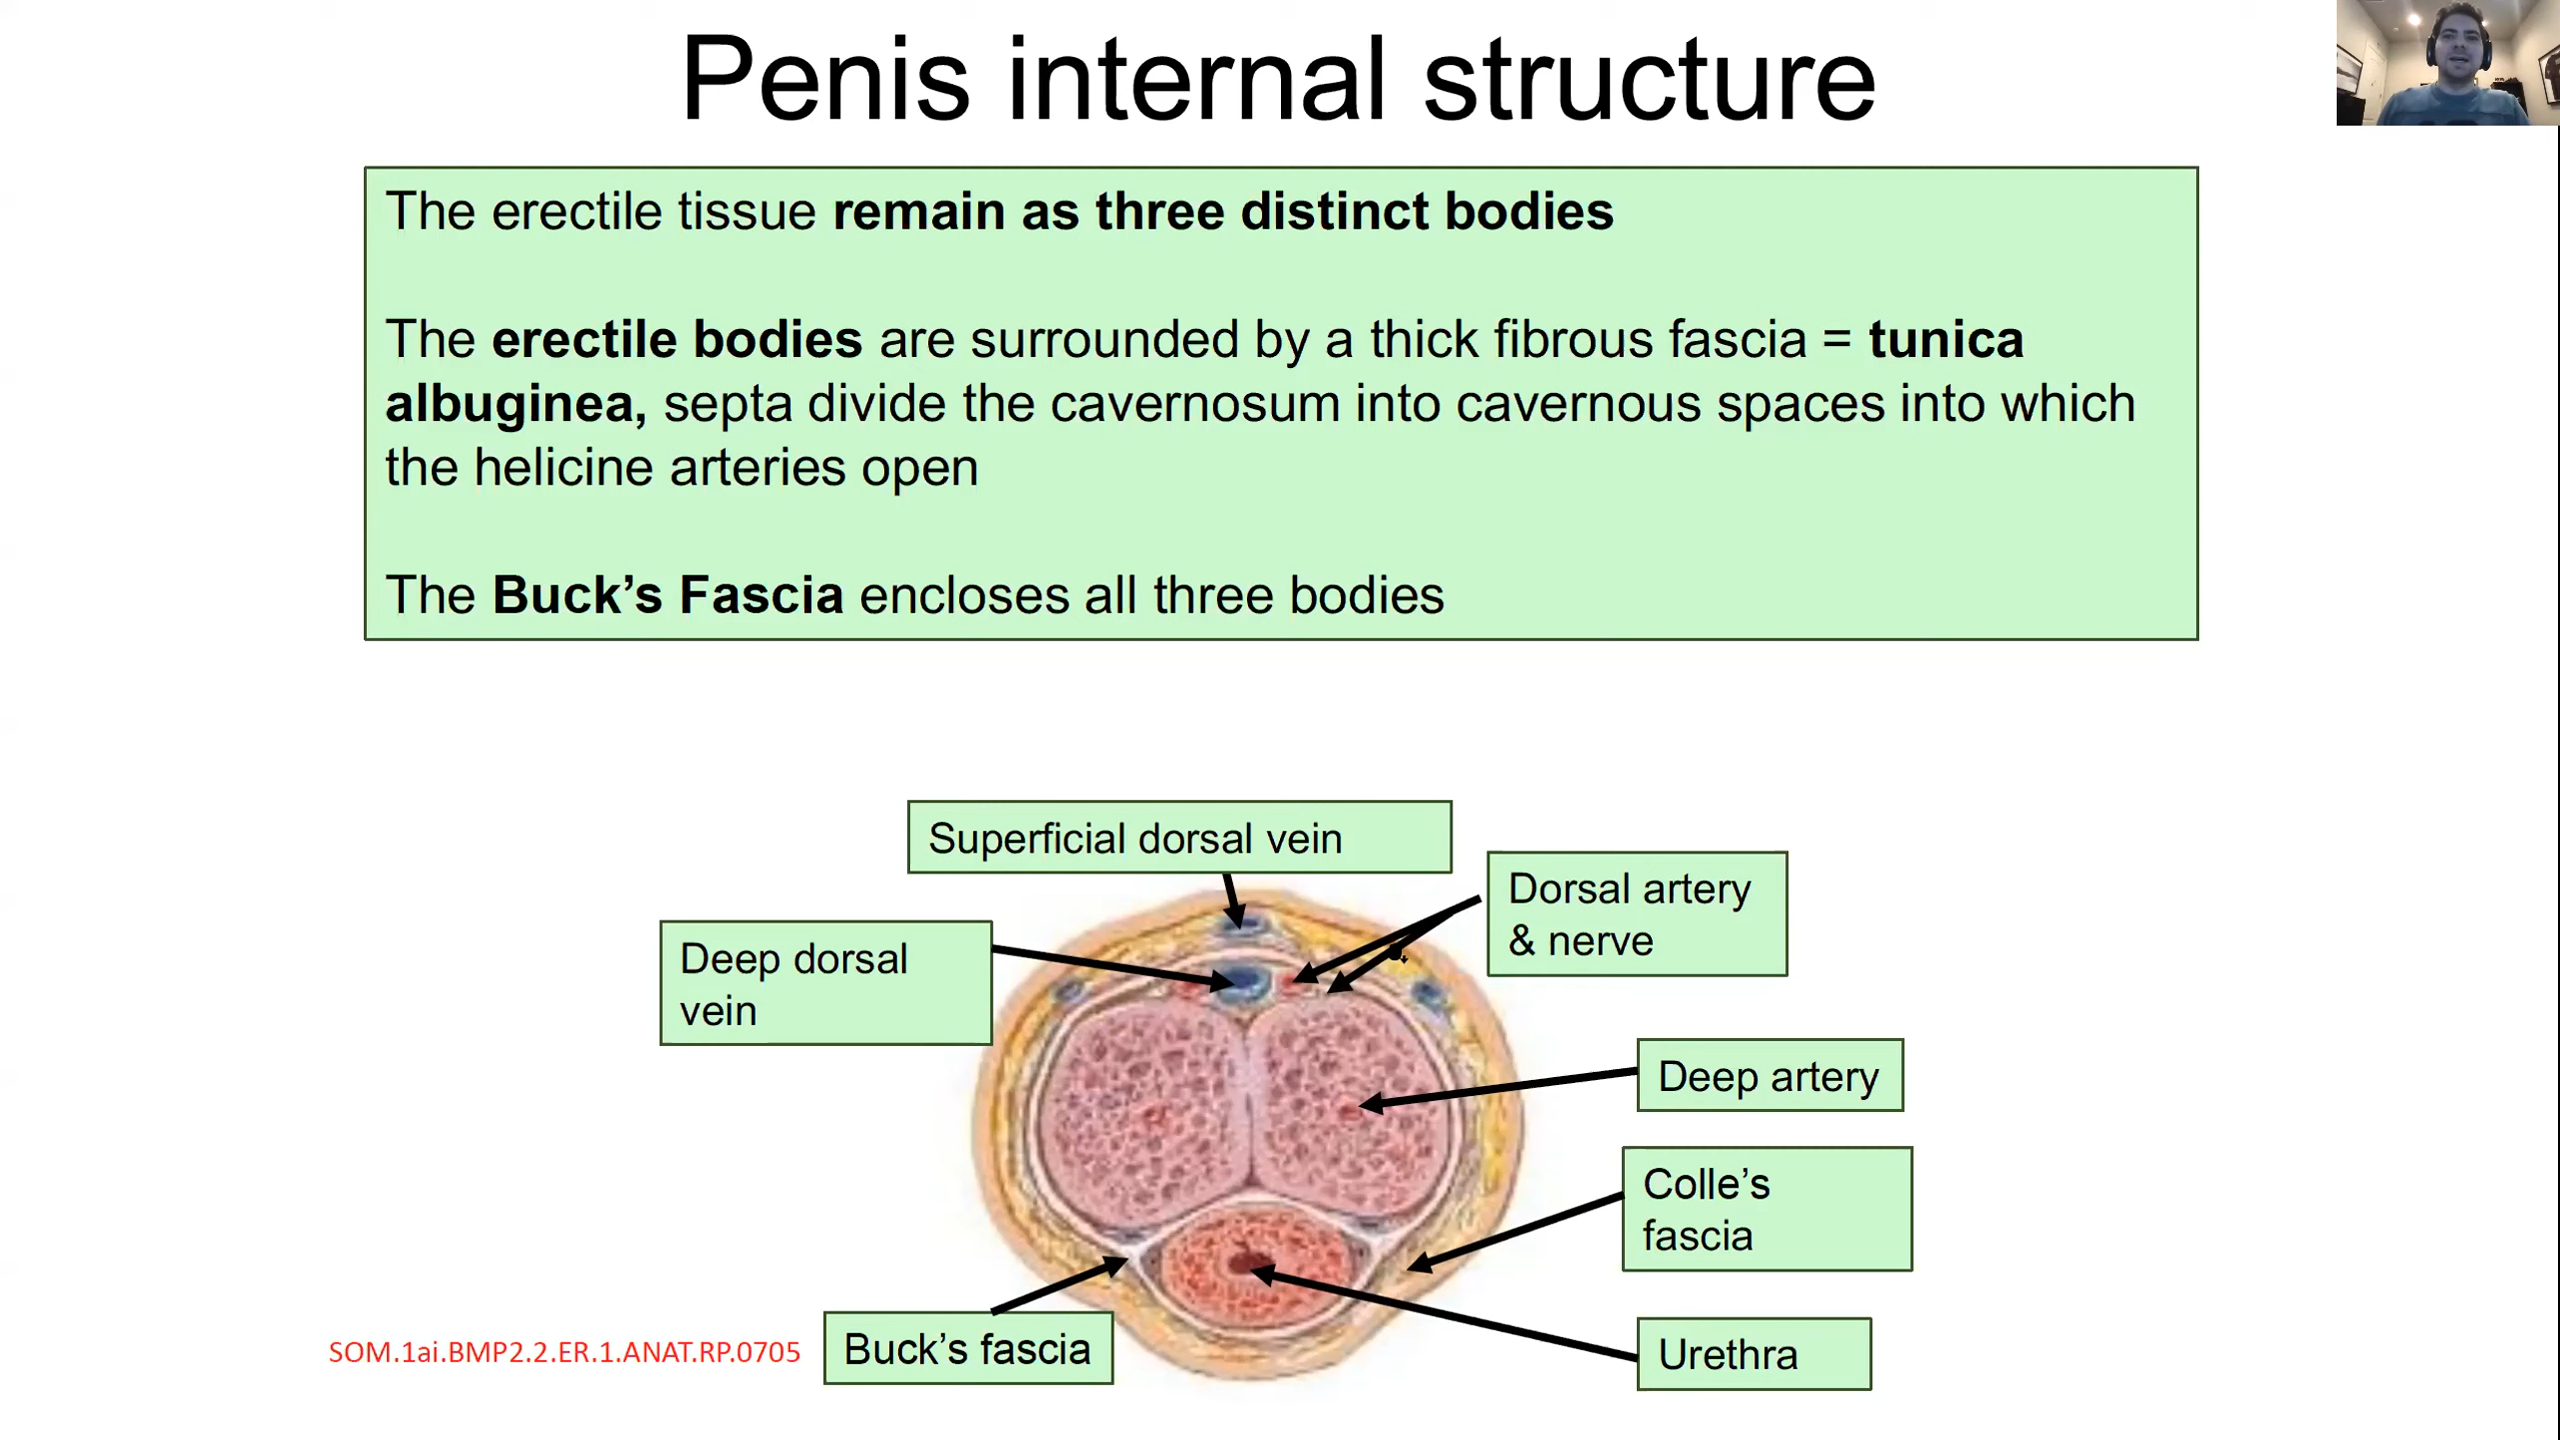 Penis internal structure
The erectile tissue remain as three distinct bodies
The erectile bodies are surrounded by a thick fibrous fascia = tunica
albuginea, septa divide the cavernosum into cavernous spaces into which
the helicine arteries open
The Buck’s Fascia encloses all three bodies
Superficial dorsal vein
Dorsal artery
& nerve
Deep dorsal
vein
Deep artery
Colle’s
fascia
Buck’s fascia
Urethra
SOM.1ai.BMP2.2.ER.1.ANAT.RP.0705